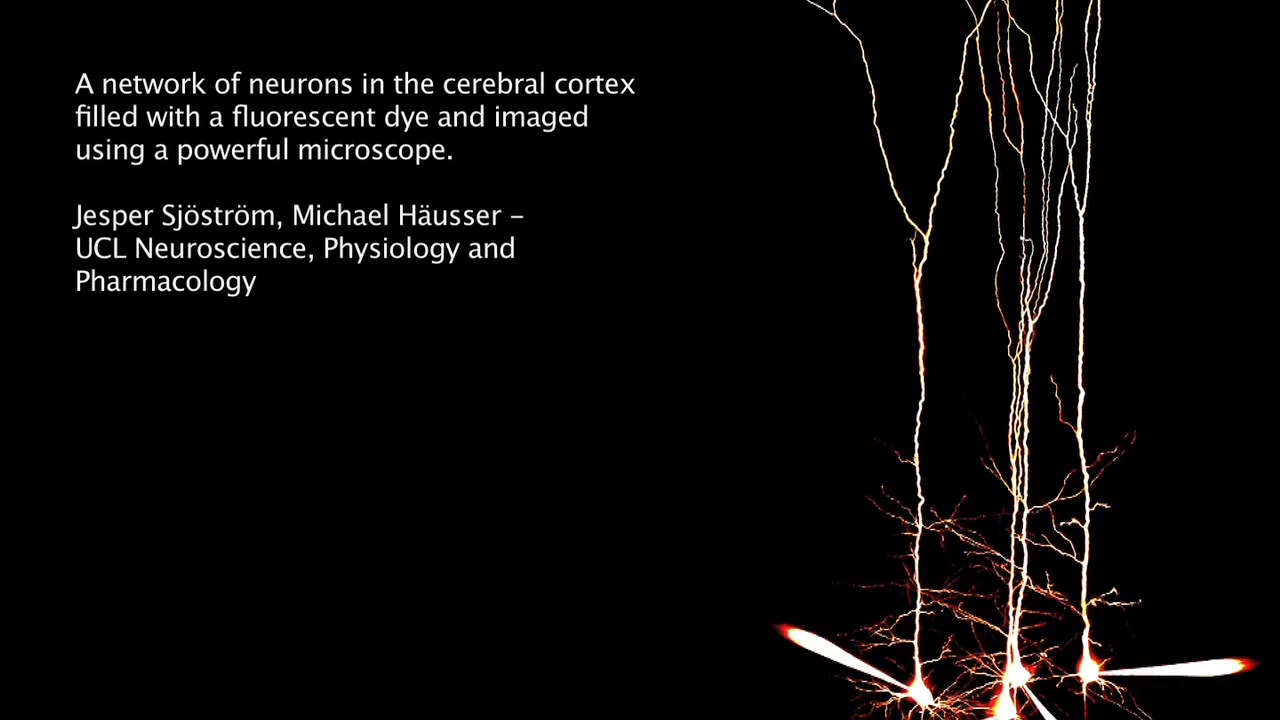 A network of neurons in the cerebral cortex
filled with a fluorescent dye and imaged
using a powerful microscope.
Jesper Sjöström, Michael Häusser –
UCL Neuroscience, Physiology and
Pharmacology